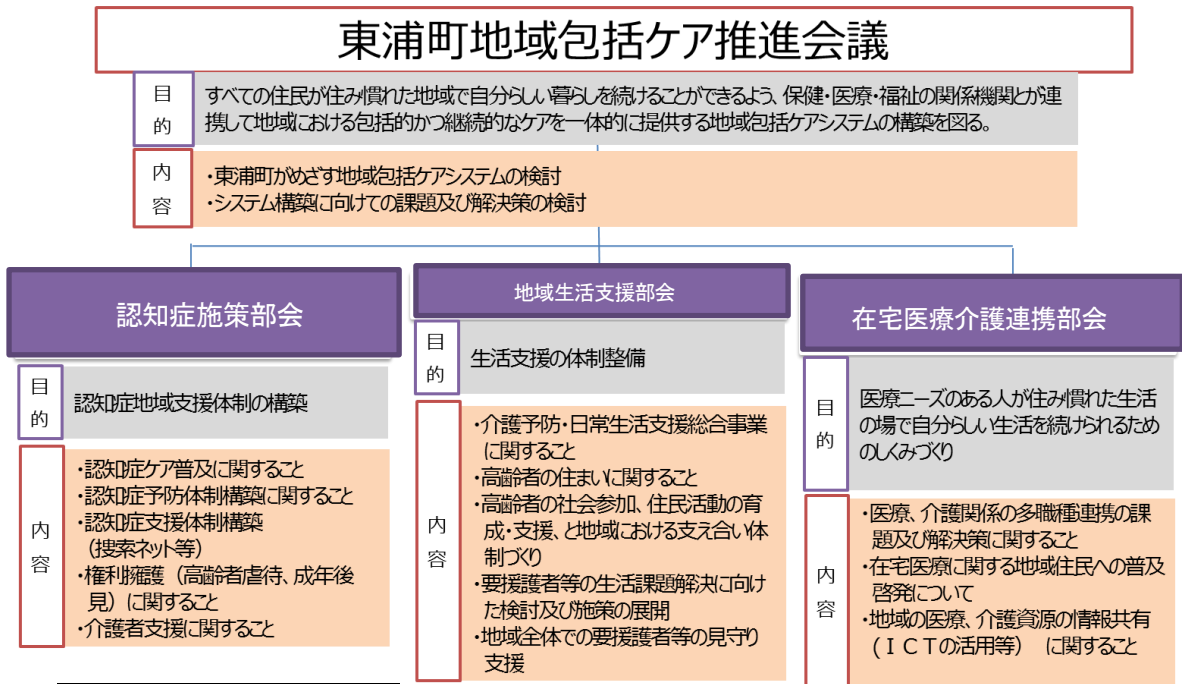 東浦町地域包括ケア推進会議
目的
すべての住民が住み慣れた地域で自分らしい暮らしを続けることができるよう、保健・医療・福祉の関係機関とが連
携して地域における包括的かつ継続的なケアを一体的に提供する地域包括ケアシステムの構築を図る。
内容
・東浦町がめざす地域包括ケアシステムの検討
・システム構築に向けての課題及び解決策の検討
認知症施策部会
目的
認知症地域支援体制の構築
内容
・認知症ケア普及に関すること
・認知症予防体制構築に関すること
・認知症支援体制構築
（捜索ネット等）
・権利擁護（高齢者虐待、成年後
見）に関すること
・介護者支援に関すること
地域生活支援部会
目的
生活支援の体制整備
内容
・介護予防・日常生活支援総合事業
に関すること
・高齢者の住まいに関すること
・高齢者の社会参加、住民活動の育
成・支援、と地域における支え合い体
制づくり
・要援護者等の生活課題解決に向け
た検討及び施策の展開
・地域全体での要援護者等の見守り
支援
在宅医療介護連携部会
目的
医療ニーズのある人が住み慣れた生活
の場で自分らしい生活を続けられるため
のしくみづくり
内容
・医療、介護関係の多職種連携の課
題及び解決策に関すること
・在宅医療に関する地域住民への普及
啓発について
・地域の医療、介護資源の情報共有
(ＩＣＴの活用等）　に関すること